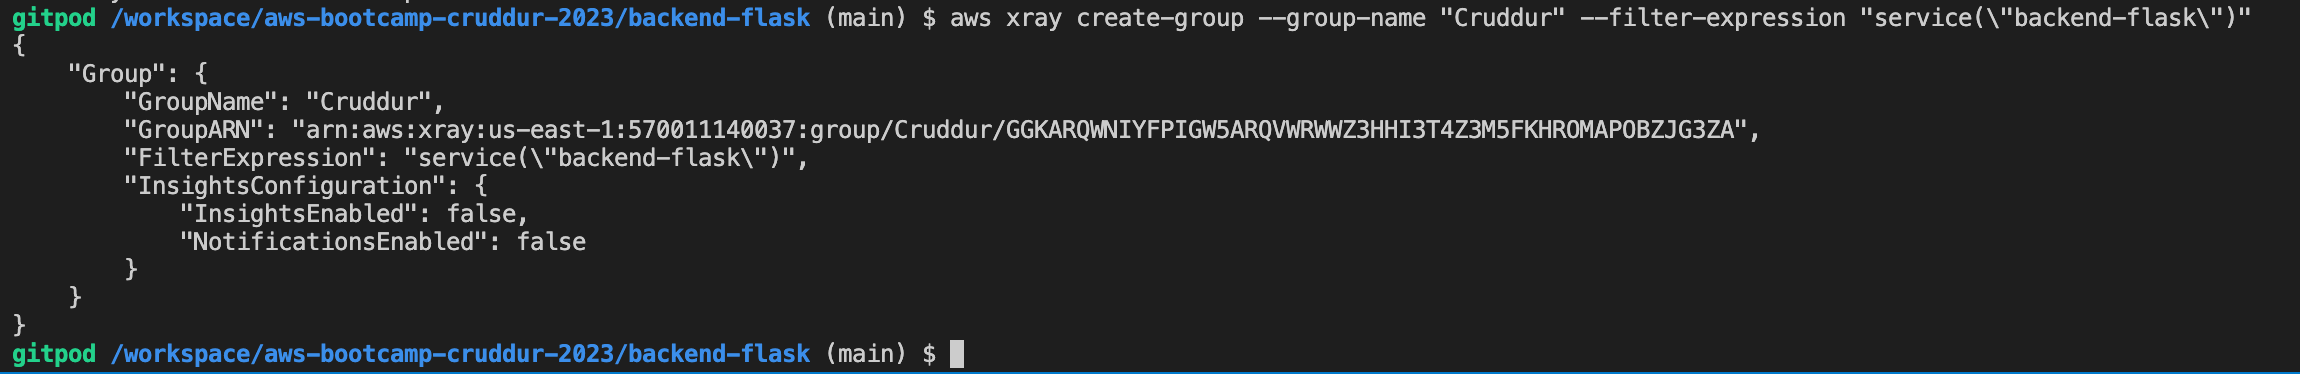 gitpod /workspace/aws-bootcamp-cruddur-2023/backend-flask (main) $ aws xray create-group --group-name "Cruddur" --filter-expression "service(\"backend-flask\")"
{
    "Group": {
        "GroupName": "Cruddur",
        "GroupARN": "arn:aws:xray:us-east-1:570011140037:group/Cruddur/GGKARQWNIYFPIGW5ARQVWRWWZ3HHI3T4Z3M5FKHROMAPOBZJG3ZA",
        "FilterExpression": "service(\"backend-flask\")",
        "InsightsConfiguration": {
            "InsightsEnabled": false,
            "NotificationsEnabled": false
        }
    }
}
gitpod /workspace/aws-bootcamp-cruddur-2023/backend-flask (main) $